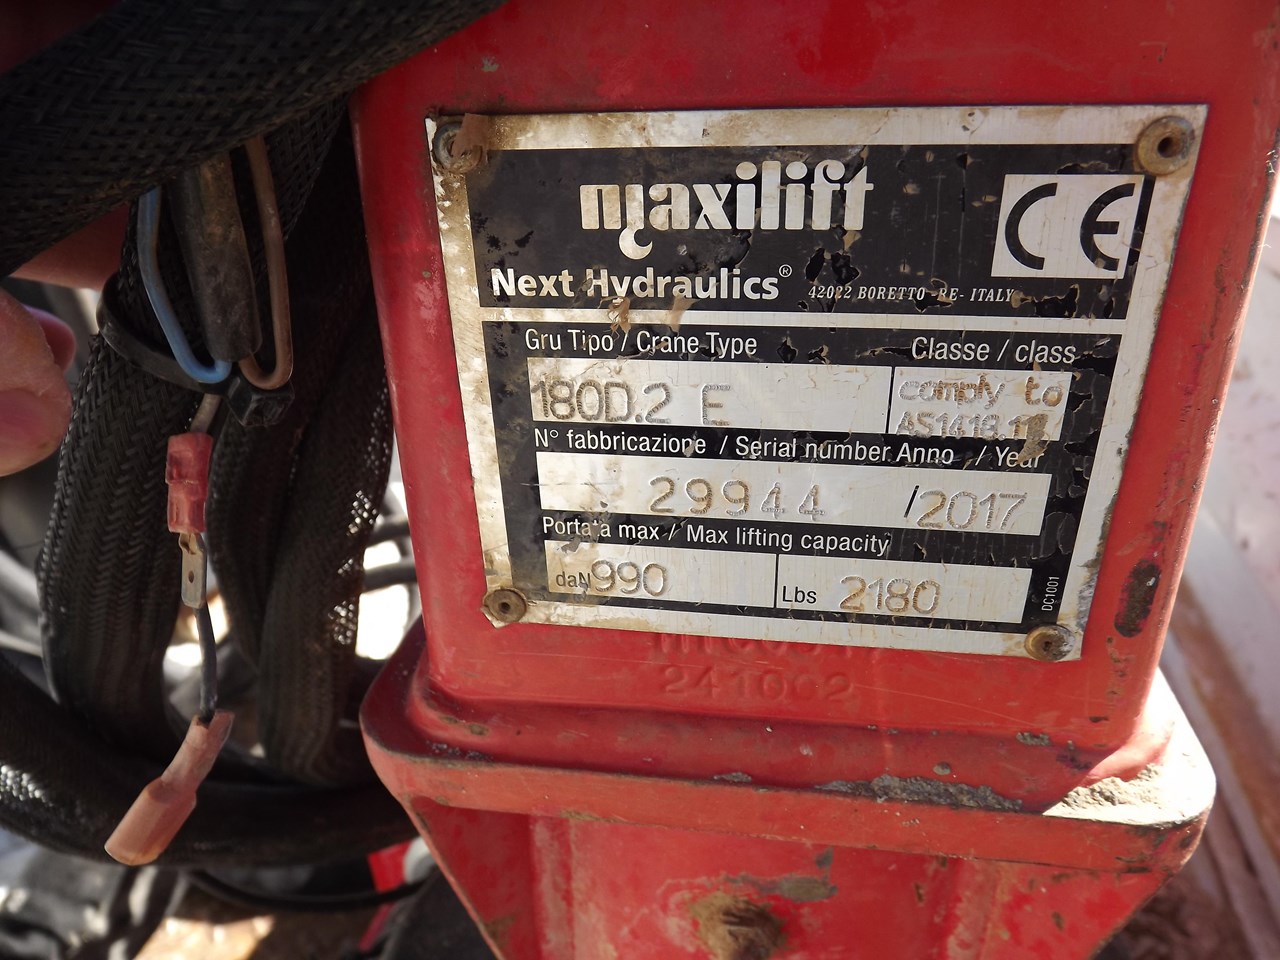 maxilift
CE
Next Hydraulics®
42022 BORETTO -RE- ITALY
Gru Tipo / Crane Type
Classe / class
180D.2 E
comply to
N° fabbricazione / Serial number
Anno / Year
29944
/2017
Portata max / Max lifting capacity
daN 990
Lbs 2180
DC1001
241002